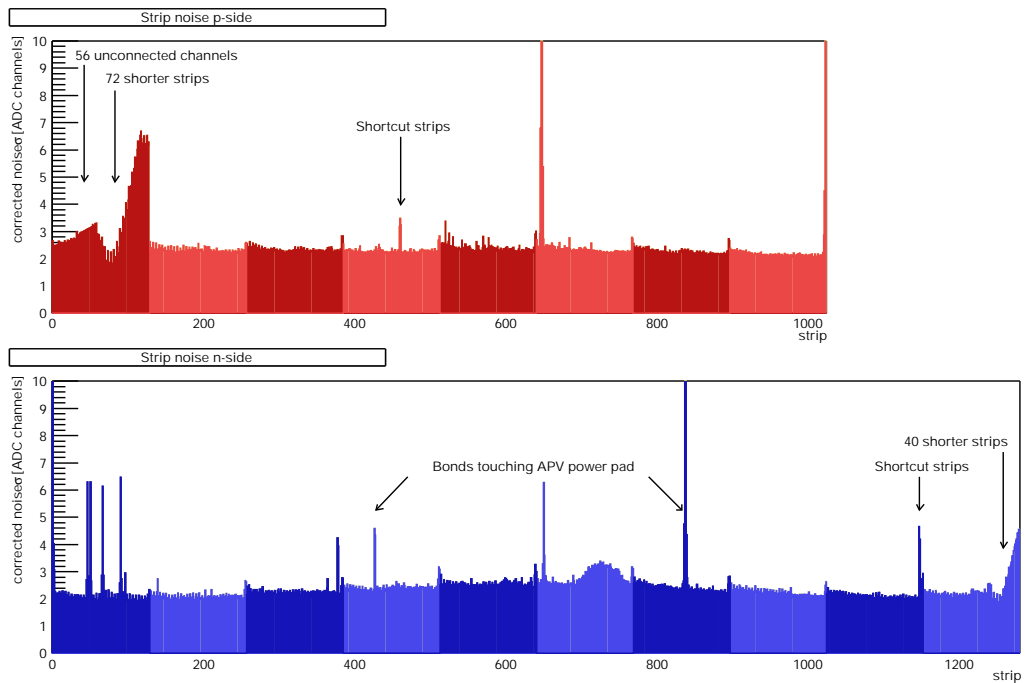 Strip noise p-side
corrected noiseσ [ADC channels]
10
9
8
7
6
5
4
3
2
1
0
56 unconnected channels
72 shorter strips
Shortcut strips
0 200 400 600 800 1000
strip
Strip noise n-side
corrected noiseσ [ADC channels]
10
9
8
7
6
5
4
3
2
1
0
40 shorter strips
Bonds touching APV power pad
Shortcut strips
0 200 400 600 800 1000 1200
strip